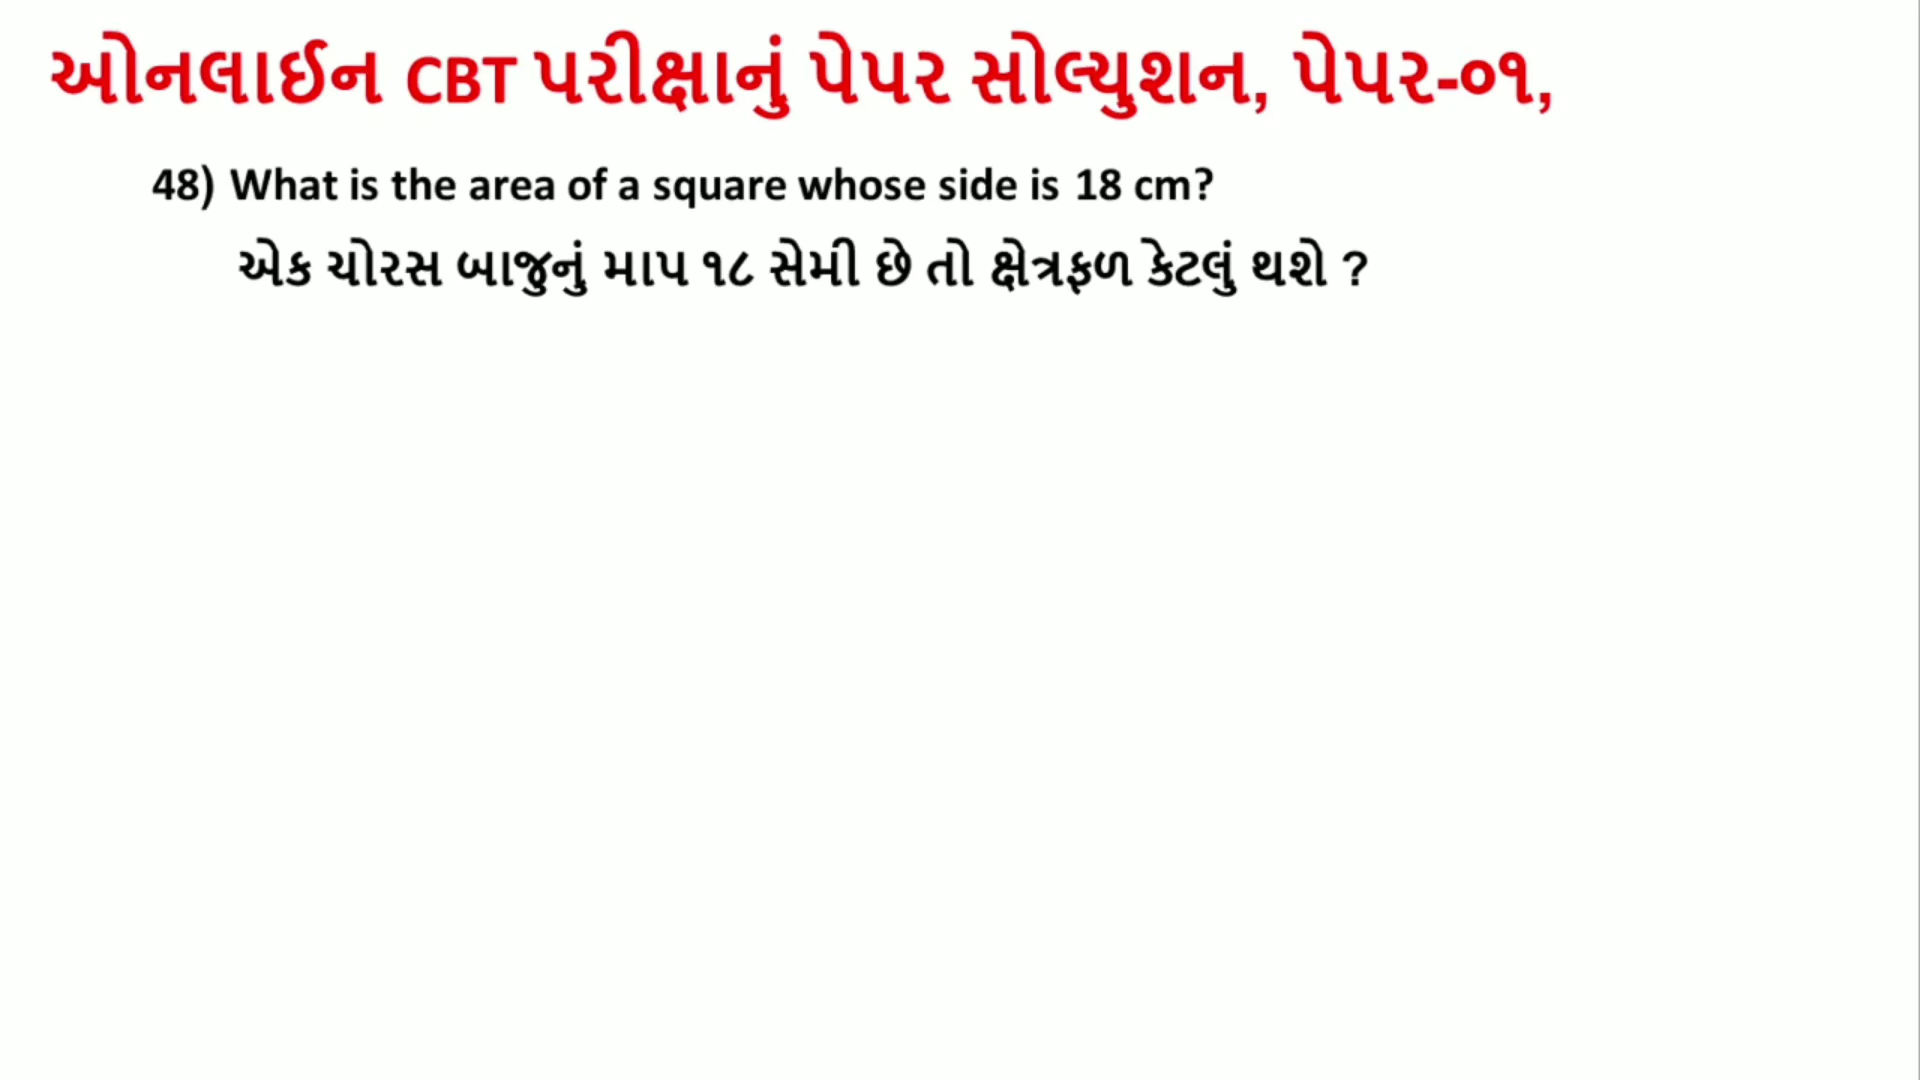 ઓનલાઈન CBT પરીક્ષાનું પેપર સોલ્યુશન, પેપર-૦૧,
48) What is the area of a square whose side is 18 cm?
એક ચોરસ બાજુનું માપ ૧૮ સેમી છે તો ક્ષેત્રફળ કેટલું થશે ?